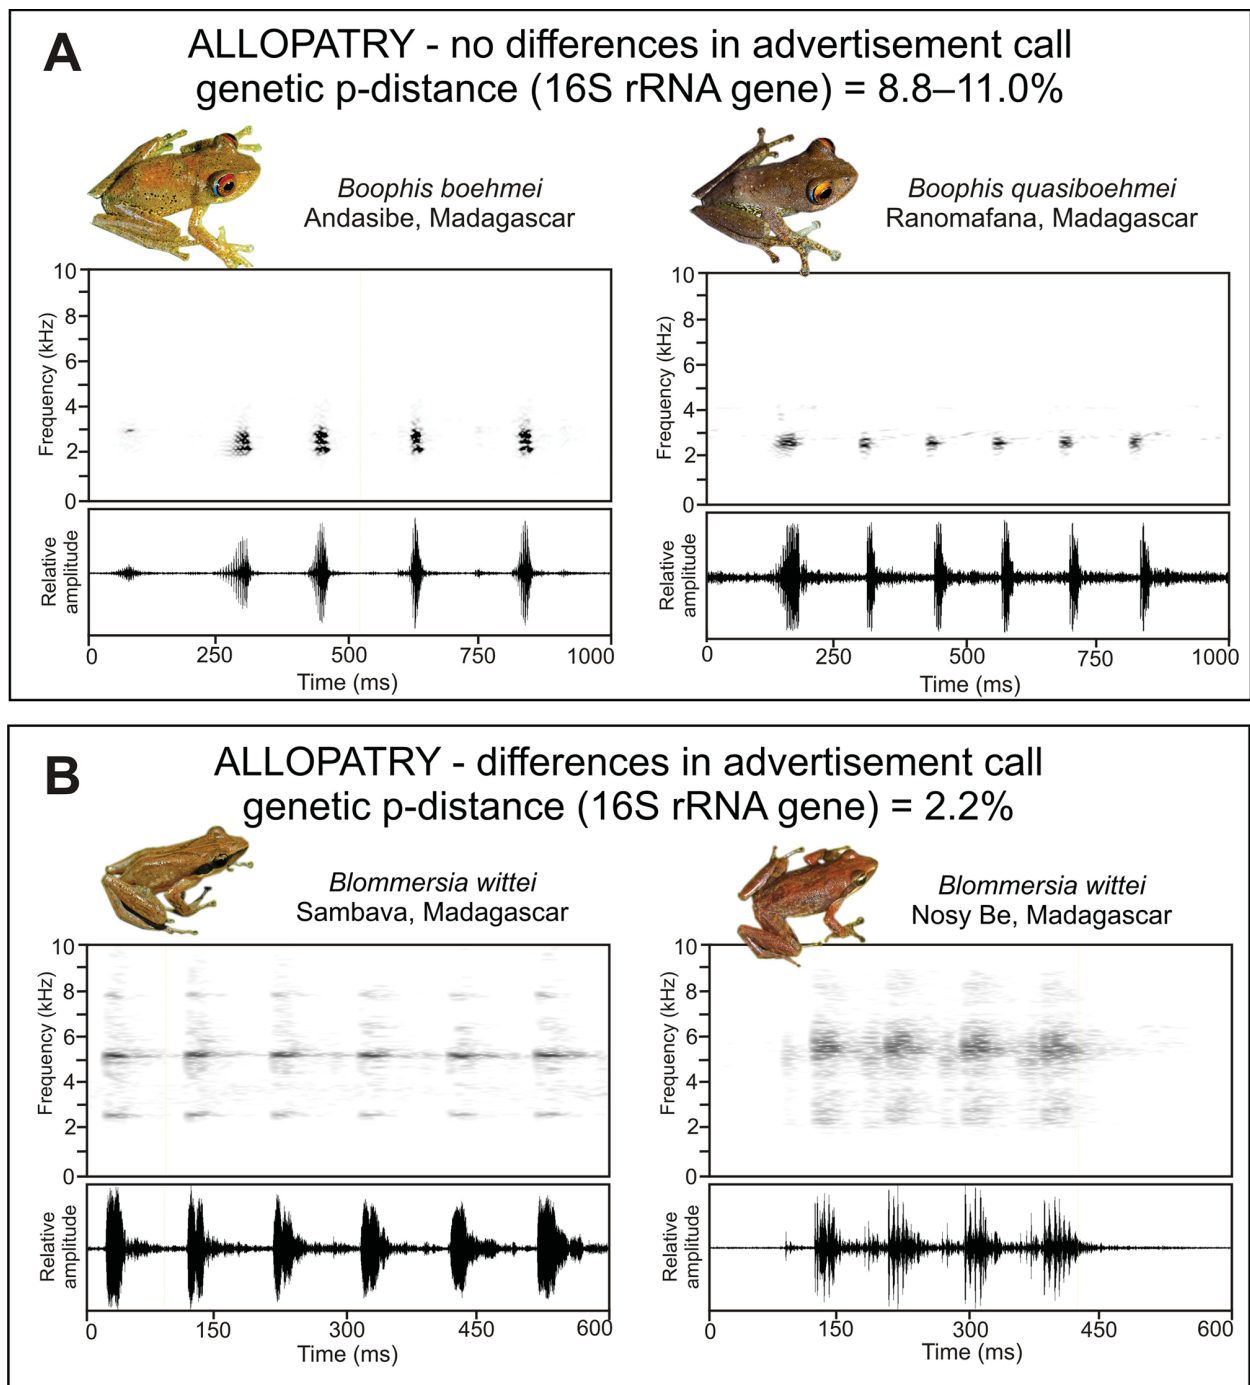 A
ALLOPATRY - no differences in advertisement call
genetic p-distance (16S rRNA gene) = 8.8–11.0%
Boophis boehmei
Andasibe, Madagascar
Boophis quasiboehmei
Ranomafana, Madagascar
Frequency (kHz)
10
8
6
4
2
0
Relative
amplitude
0 250 500 750 1000
Time (ms)
Frequency (kHz)
10
8
6
4
2
0
Relative
amplitude
0 250 500 750 1000
Time (ms)
B
ALLOPATRY - differences in advertisement call
genetic p-distance (16S rRNA gene) = 2.2%
Blommersia wittei
Sambava, Madagascar
Blommersia wittei
Nosy Be, Madagascar
Frequency (kHz)
10
8
6
4
2
0
Relative
amplitude
0 150 300 450 600
Time (ms)
Frequency (kHz)
10
8
6
4
2
0
Relative
amplitude
0 150 300 450 600
Time (ms)